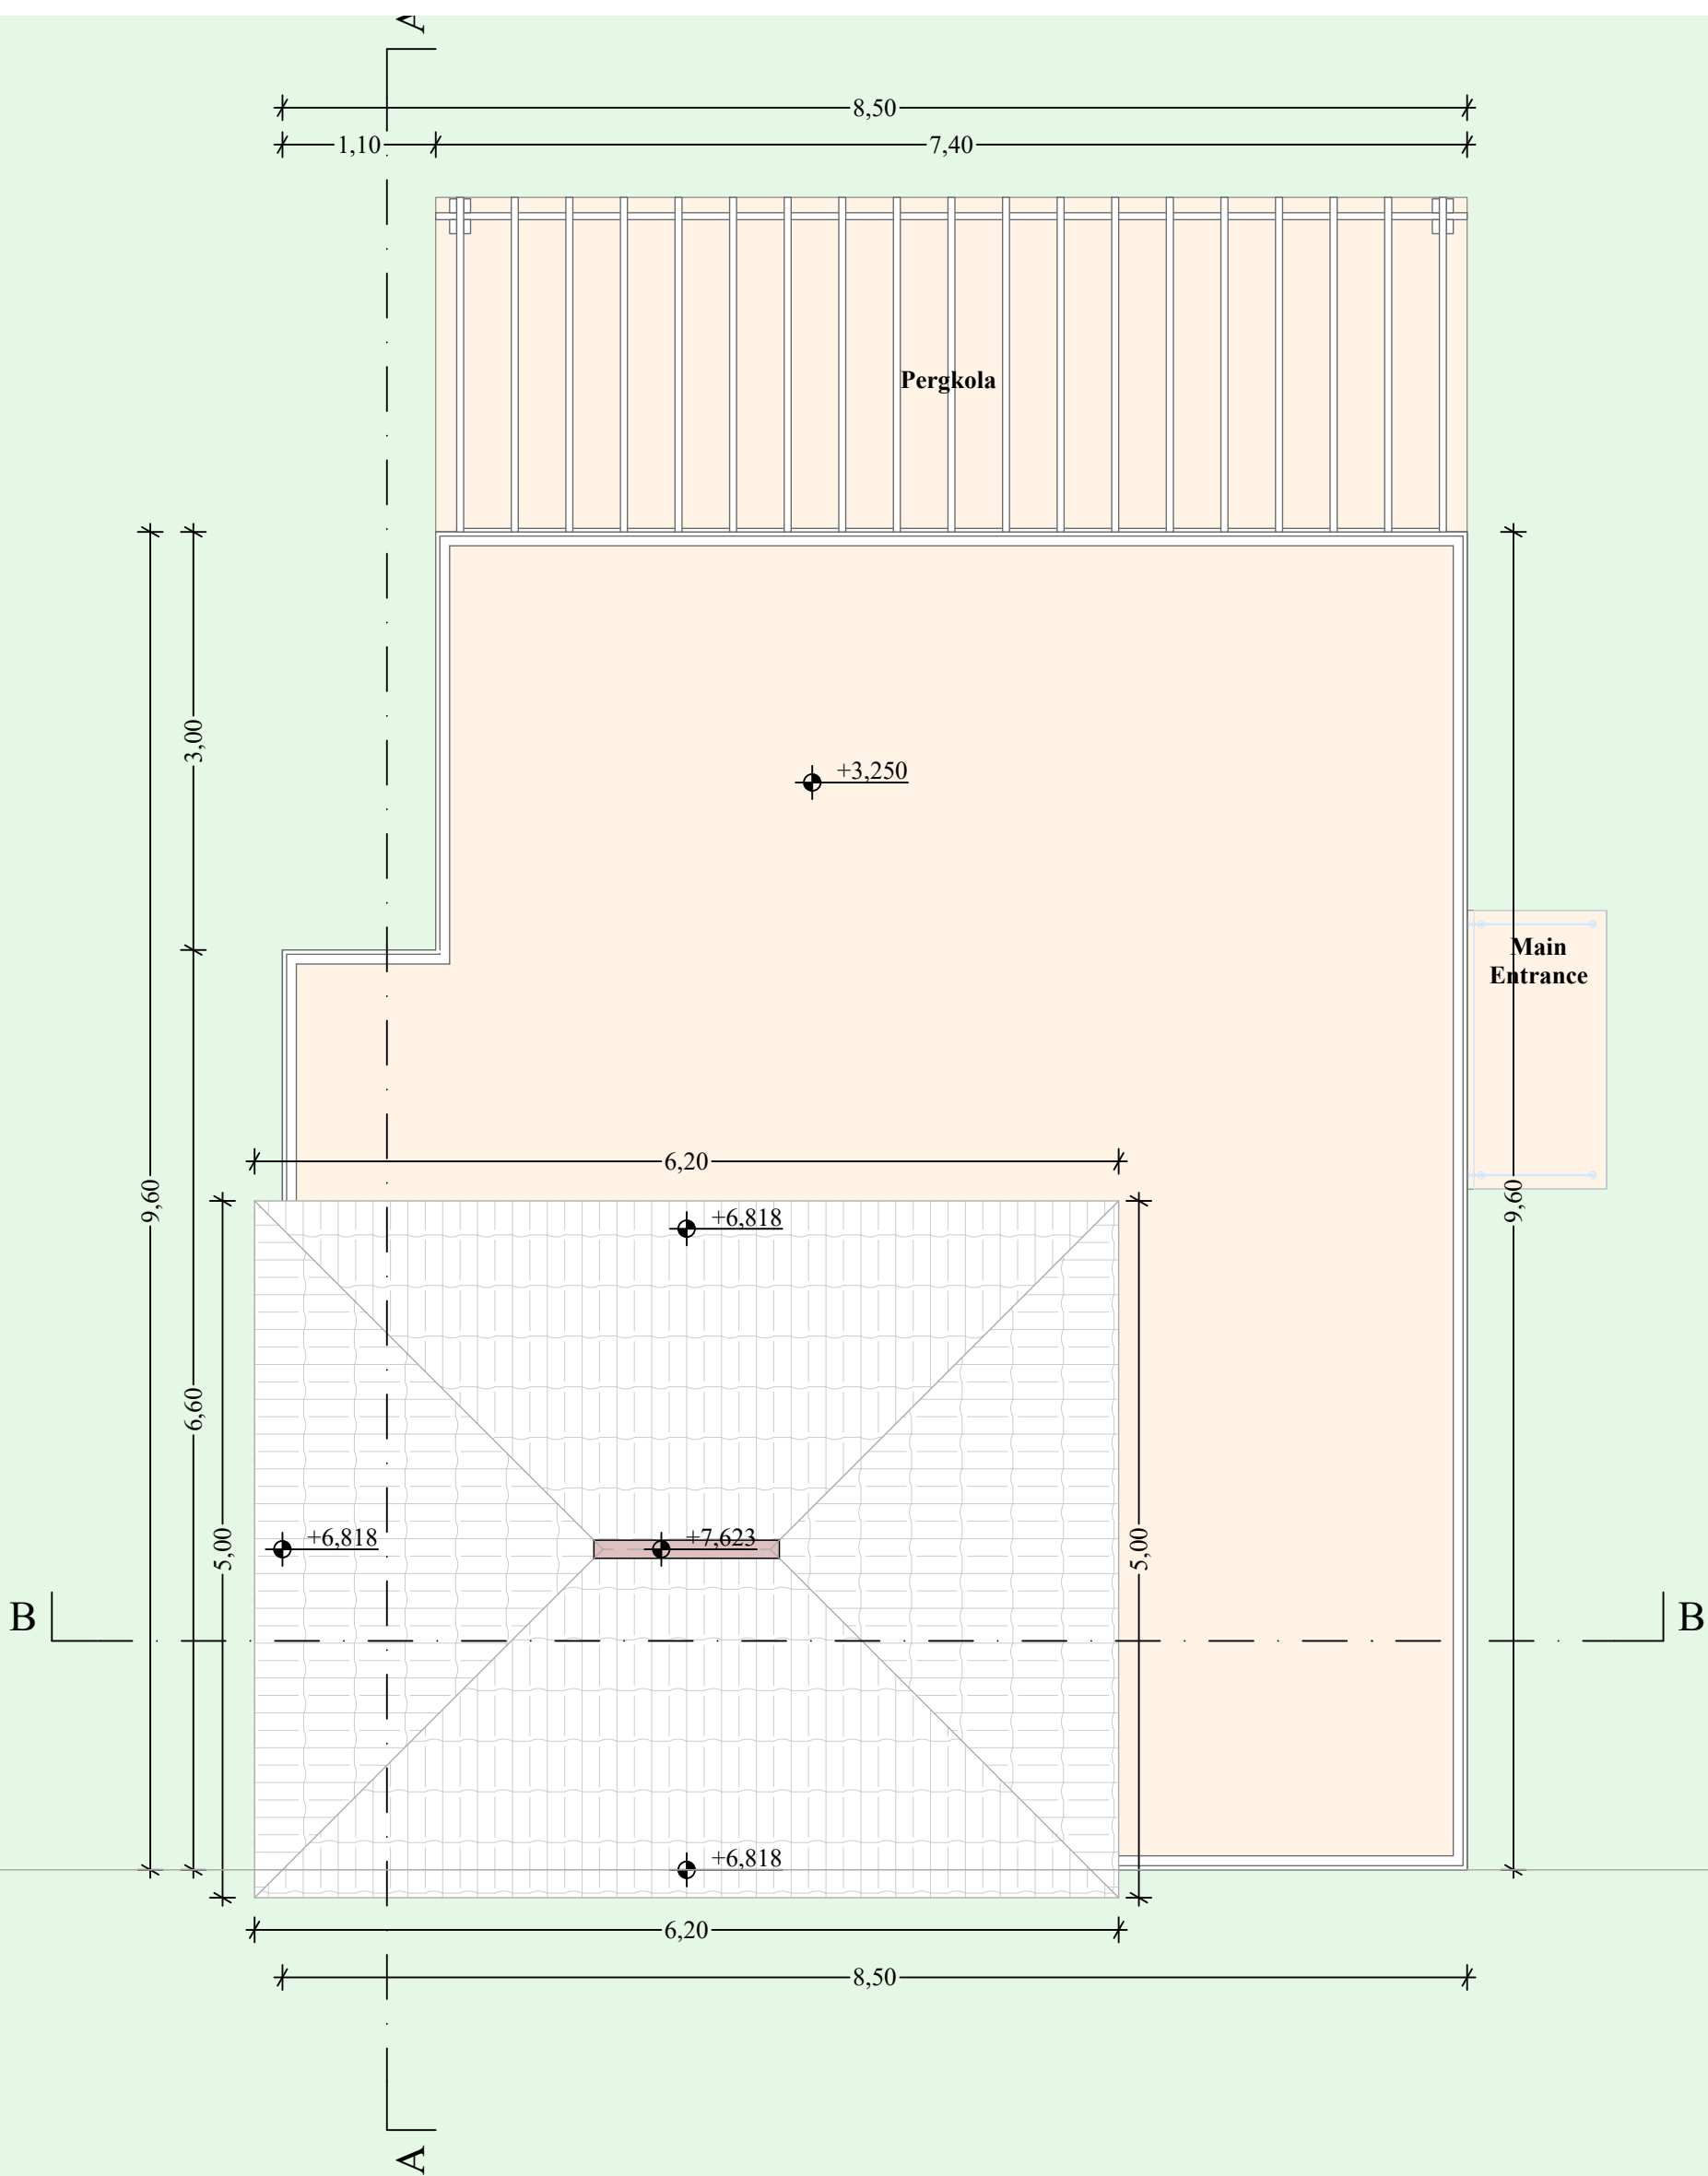 A
8,50
1,10
7,40
Pergkola
3,00
+3,250
Main
Entrance
6,20
9,60
9,60
+6,818
6,60
+6,818
+7,623
5,00
5,00
B
B
+6,818
6,20
8,50
A